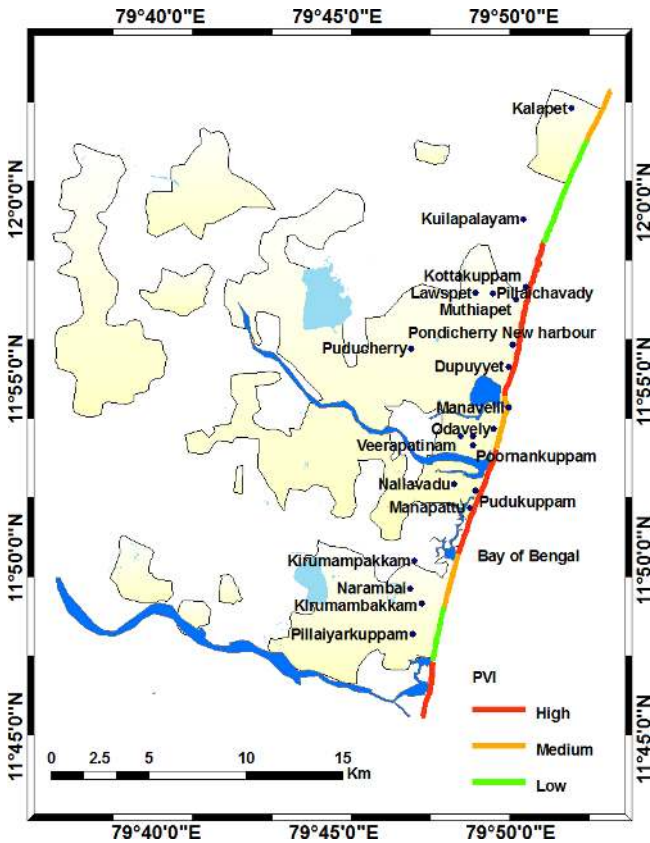 79°40'0"E 79°45'0"E 79°50'0"E
12°0'0"N
12°0'0"N
11°55'0"N
11°55'0"N
11°50'0"N
11°50'0"N
11°45'0"N
11°45'0"N
Kalapet
Kuilapalayam
Kottakuppam
Lawspet
Pillaichavady
Muthiapet
Pondicherry New harbour
Puducherry
Dupuyyet
Manavelli
Odavely
Veerapatinam
Poornankuppam
Nallavadu
Pudukuppam
Manapattu
Bay of Bengal
Kirumampakkam
Narambai
Kirumambakkam
Pillaiyarkuppam
PVI
High
Medium
Low
0 2.5 5 10 15
Km
79°40'0"E 79°45'0"E 79°50'0"E